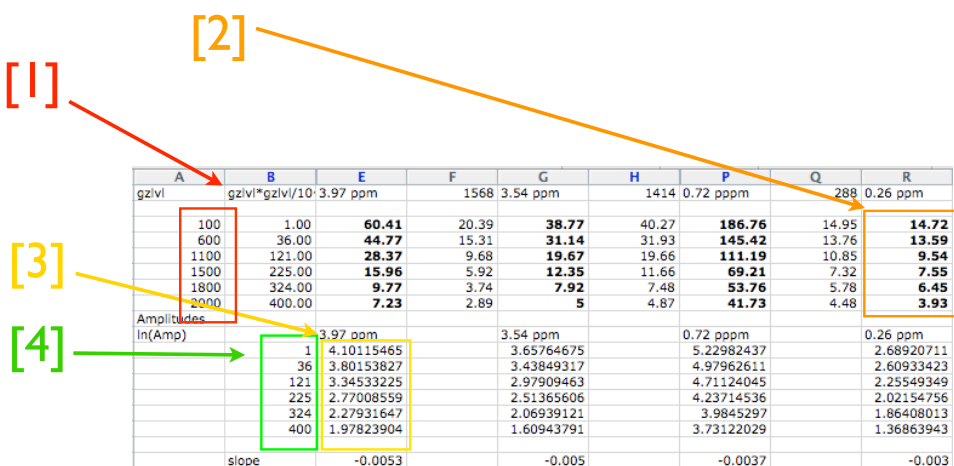 [2]
[1]
A B E F G H P Q R
gzlvl gzlvl*gzlvl/10 3.97 ppm 1568 3.54 ppm 1414 0.72 pppm 288 0.26 ppm
100 1.00 60.41 20.39 38.77 40.27 186.76 14.95 14.72
600 36.00 44.77 15.31 31.14 31.93 145.42 13.76 13.59
1100 121.00 28.37 9.68 19.67 19.66 111.19 10.85 9.54
1500 225.00 15.96 5.92 12.35 11.66 69.21 7.32 7.55
1800 324.00 9.77 3.74 7.92 7.48 53.76 5.78 6.45
2000 400.00 7.23 2.89 5 4.87 41.73 4.48 3.93
Amplitudes
ln(Amp) 3.97 ppm 3.54 ppm 0.72 pppm 0.26 ppm
1 4.10115465 3.65764675 5.22982437 2.68920711
36 3.80153827 3.43849317 4.97962611 2.60933423
121 3.34533225 2.97909463 4.71124045 2.25549349
225 2.77008559 2.51365606 4.23714536 2.02154756
324 2.27931647 2.06939121 3.9845297 1.86408013
400 1.97823904 1.60943791 3.73122029 1.36863943
slope -0.0053 -0.005 -0.0037 -0.003
[3]
[4]